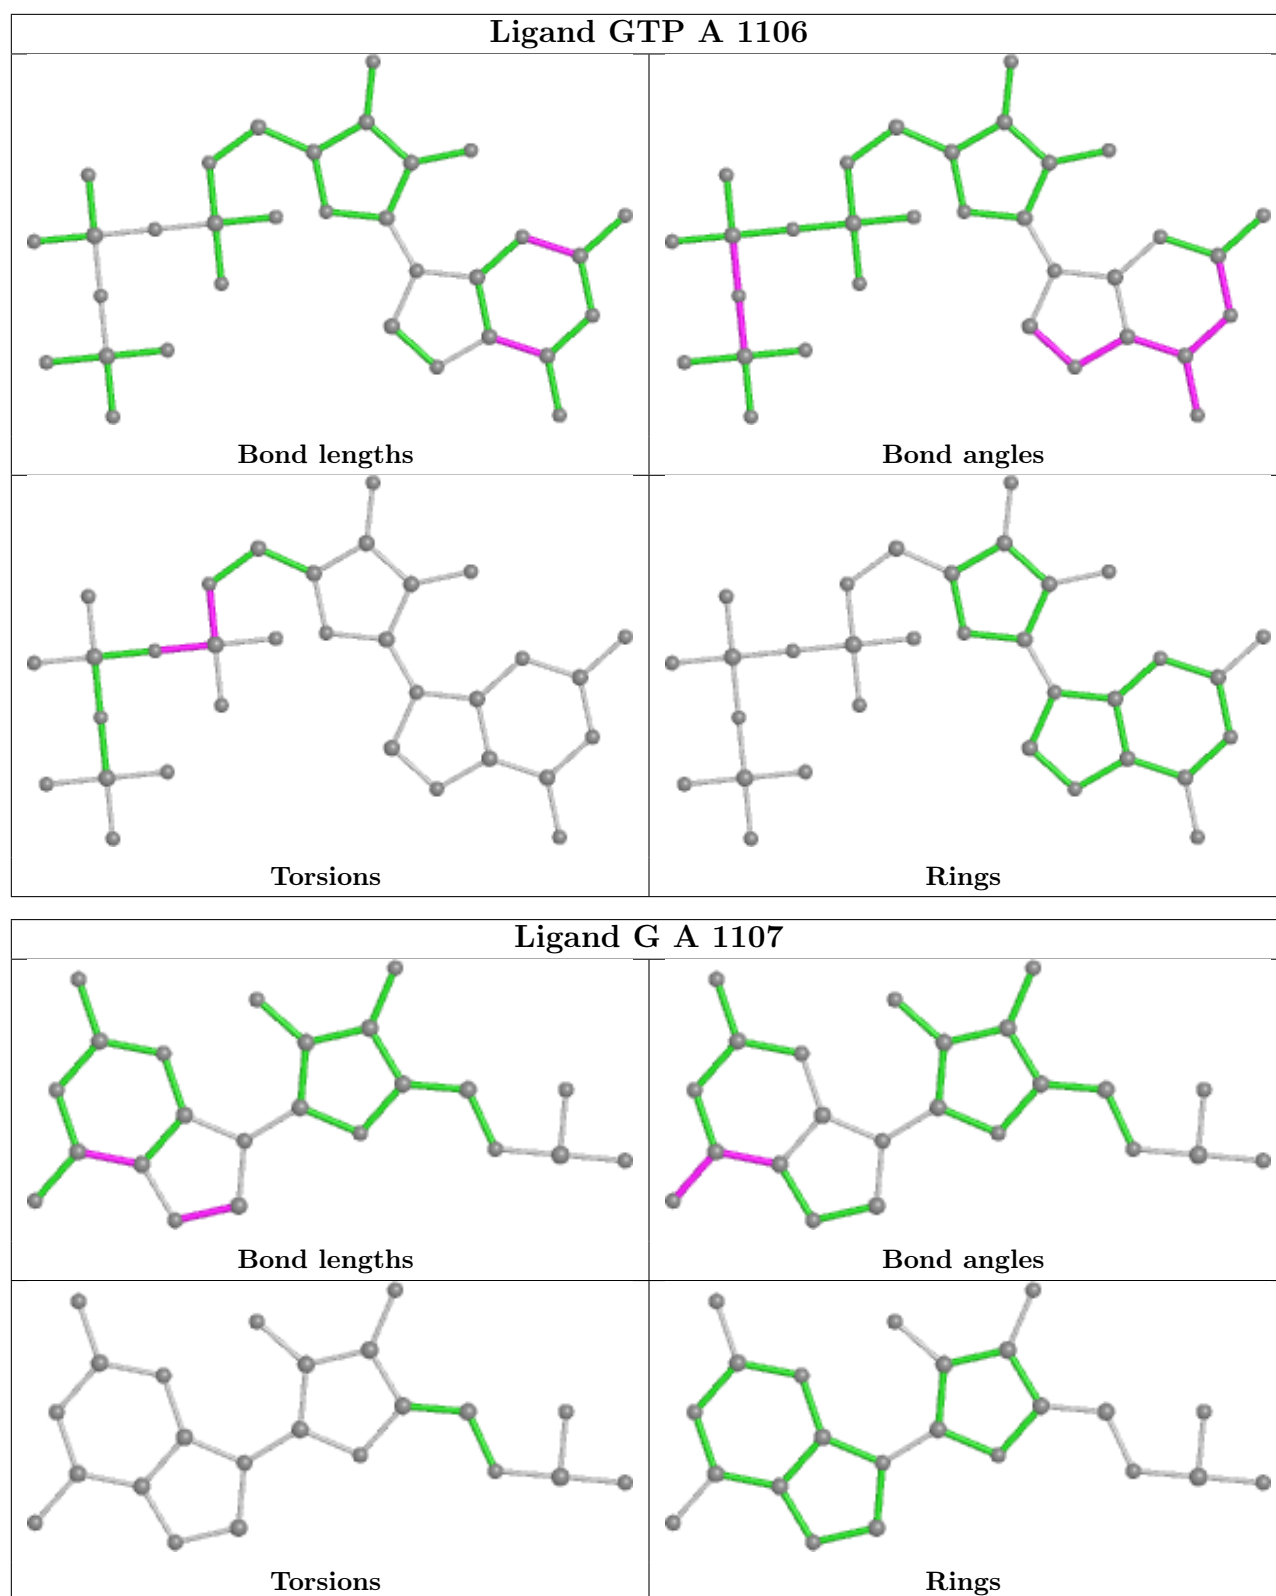 Ligand GTP A 1106
Bond lengths
Bond angles
Torsions
Rings
Ligand G A 1107
Bond lengths
Bond angles
Torsions
Rings